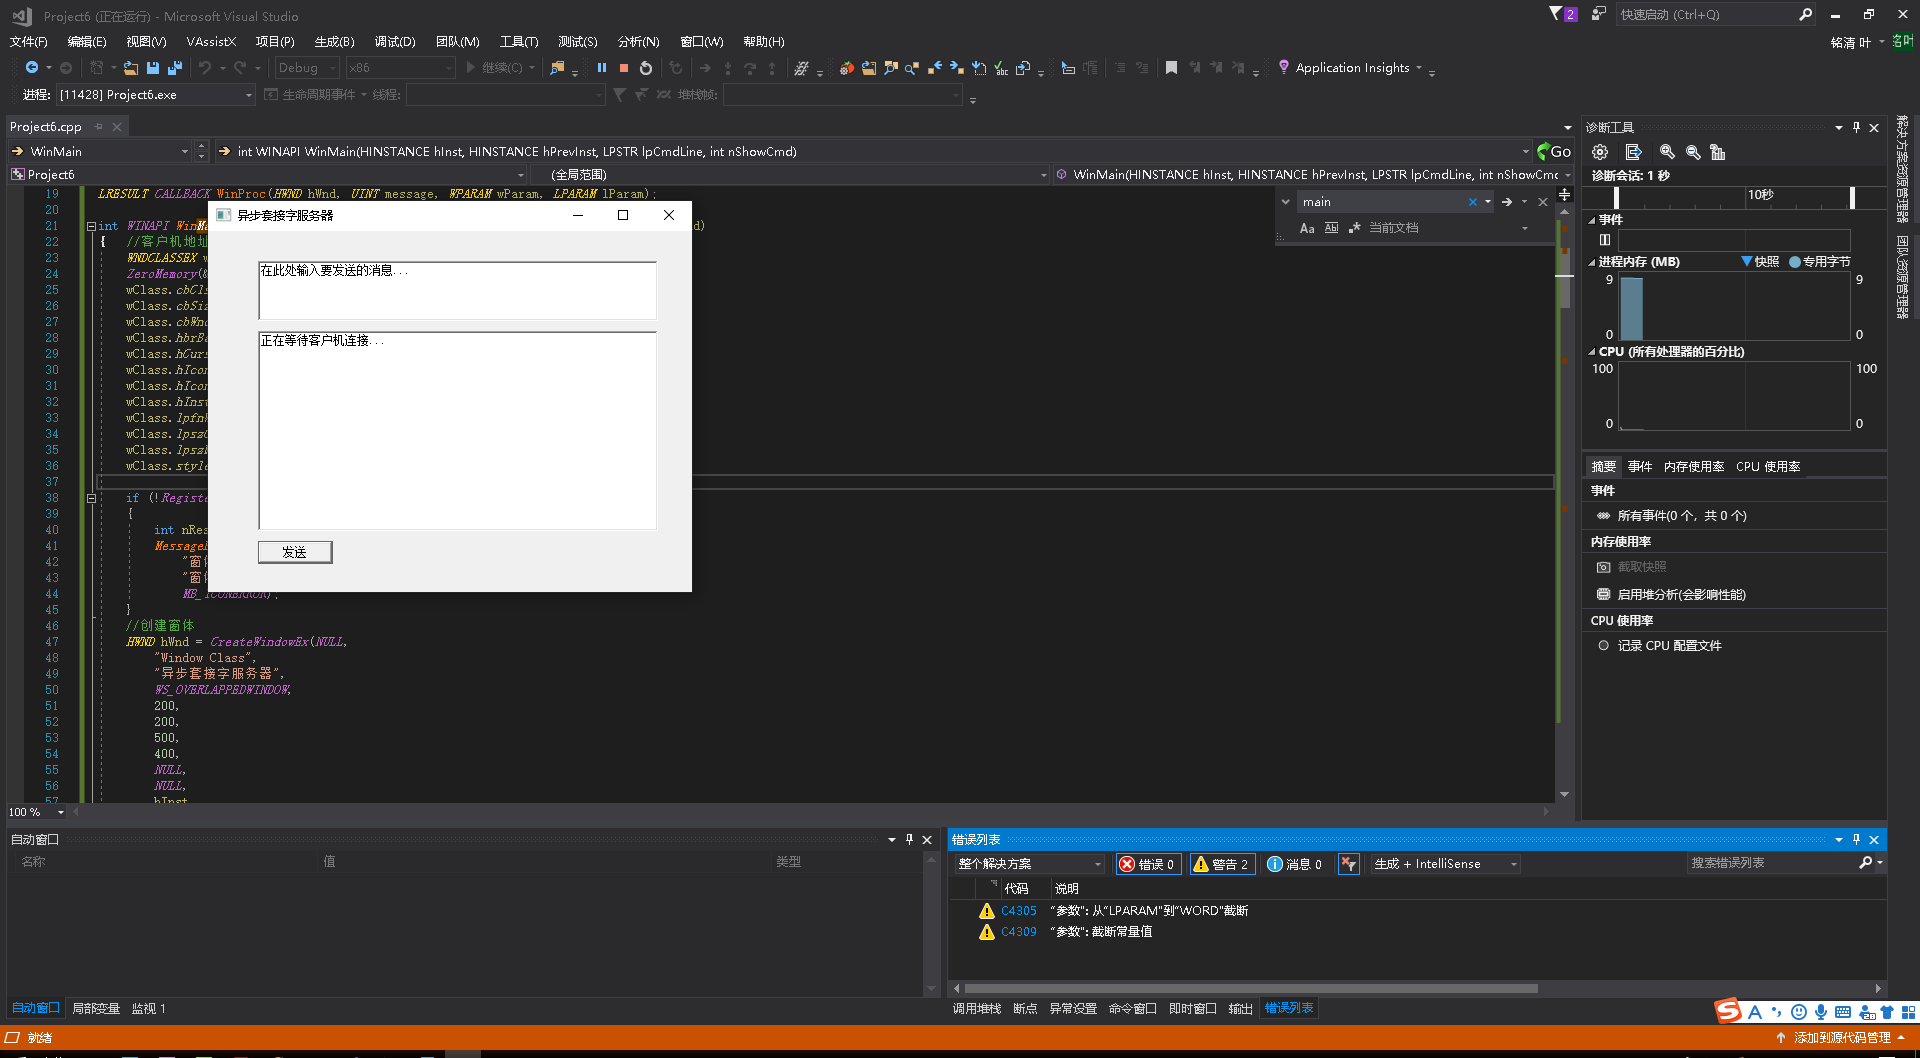 Project6 (正在运行) - Microsoft Visual Studio
2
快速启动 (Ctrl+Q)
文件(F) 编辑(E) 视图(V) VAssistX 项目(P) 生成(B) 调试(D) 团队(M) 工具(T) 测试(S) 分析(N) 窗口(W) 帮助(H)
铭清 叶
Debug x86 继续(C) Application Insights
进程: [11428] Project6.exe 生命周期事件 线程: 堆栈帧:
Project6.cpp
WinMain
int WINAPI WinMain(HINSTANCE hInst, HINSTANCE hPrevInst, LPSTR lpCmdLine, int nShowCmd)
Go
Project6
(全局范围)
WinMain(HINSTANCE hInst, HINSTANCE hPrevInst, LPSTR lpCmdLine, int nShowCmd
19 LRESULT CALLBACK WinProc(HWND hWnd, UINT message, WPARAM wParam, LPARAM lParam);
20
21 int WINAPI Win
22 { //客户机地址
23 WNDCLASSEX
24 ZeroMemory(
25 wClass.cbCl
26 wClass.cbSi
27 wClass.cbWn
28 wClass.hbrB
29 wClass.hCur
30 wClass.hIco
31 wClass.hIco
32 wClass.hIns
33 wClass.lpfn
34 wClass.lpsz
35 wClass.lpsz
36 wClass.style
37
38 if (!Regist
39 {
40 int nRes
41 Message
42 "窗
43 "窗
44 MB_ICONERROR);
45 }
46 //创建窗体
47 HWND hWnd = CreateWindowEx(NULL,
48 "Window Class",
49 "异步套接字服务器",
50 WS_OVERLAPPEDWINDOW,
51 200,
52 200,
53 500,
54 400,
55 NULL,
56 NULL,
57 hInst
100 %
异步套接字服务器
在此处输入要发送的消息...
正在等待客户机连接...
发送
main
Aa Ab 当前文档
诊断工具
诊断会话: 1 秒
10秒
事件
进程内存 (MB) 快照 专用字节
9 9
0 0
CPU (所有处理器的百分比)
100 100
0 0
摘要 事件 内存使用率 CPU 使用率
事件
所有事件(0 个，共 0 个)
内存使用率
截取快照
启用堆分析(会影响性能)
CPU 使用率
记录 CPU 配置文件
解决方案资源管理器
团队资源管理器
自动窗口
名称 值 类型
自动窗口 局部变量 监视 1
错误列表
整个解决方案 错误 0 警告 2 消息 0 生成 + IntelliSense 搜索错误列表
代码 说明
C4305 “参数”: 从“LPARAM”到“WORD”截断
C4309 “参数”: 截断常量值
调用堆栈 断点 异常设置 命令窗口 即时窗口 输出 错误列表
就绪
添加到源代码管理